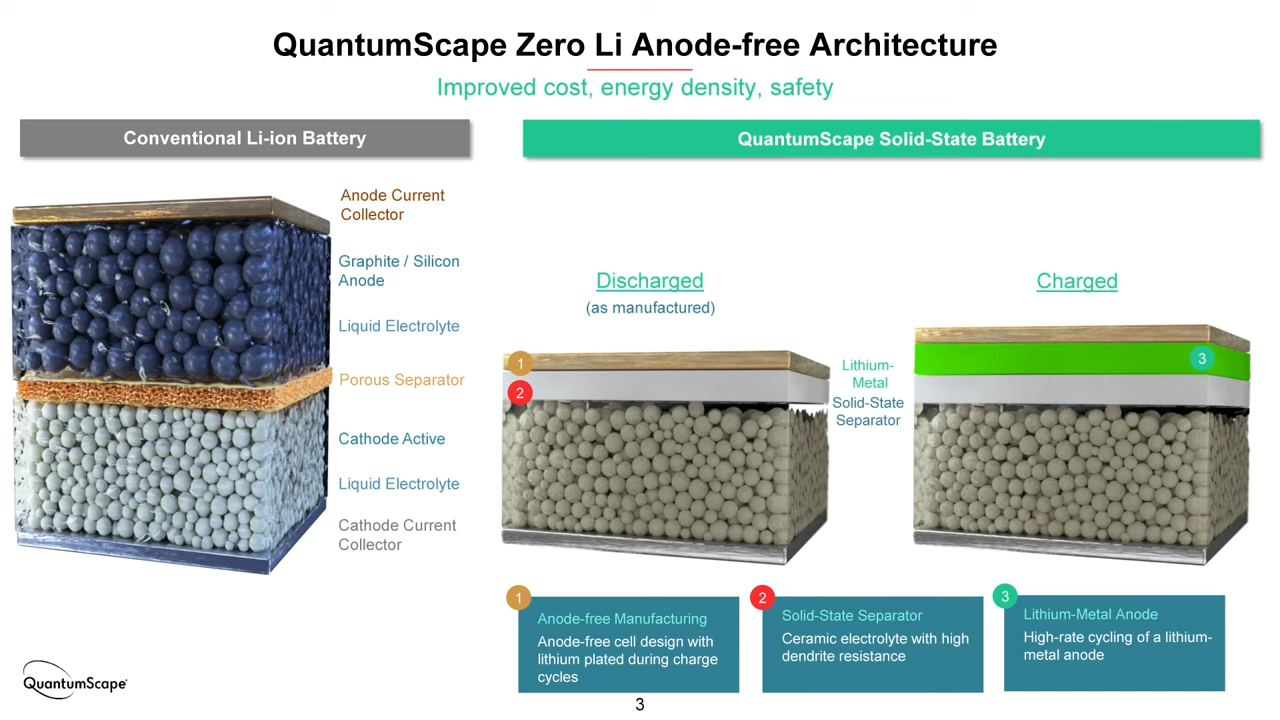 QuantumScape Zero Li Anode-free Architecture
Improved cost, energy density, safety
Conventional Li-ion Battery
Anode Current
Collector
Graphite / Silicon
Anode
Liquid Electrolyte
Porous Separator
Cathode Active
Liquid Electrolyte
Cathode Current
Collector
QuantumScape Solid-State Battery
Discharged
(as manufactured)
1
2
Lithium-
Metal
Solid-State
Separator
Charged
3
1
Anode-free Manufacturing
Anode-free cell design with
lithium plated during charge
cycles
2
Solid-State Separator
Ceramic electrolyte with high
dendrite resistance
3
Lithium-Metal Anode
High-rate cycling of a lithium-
metal anode
QuantumScape
3